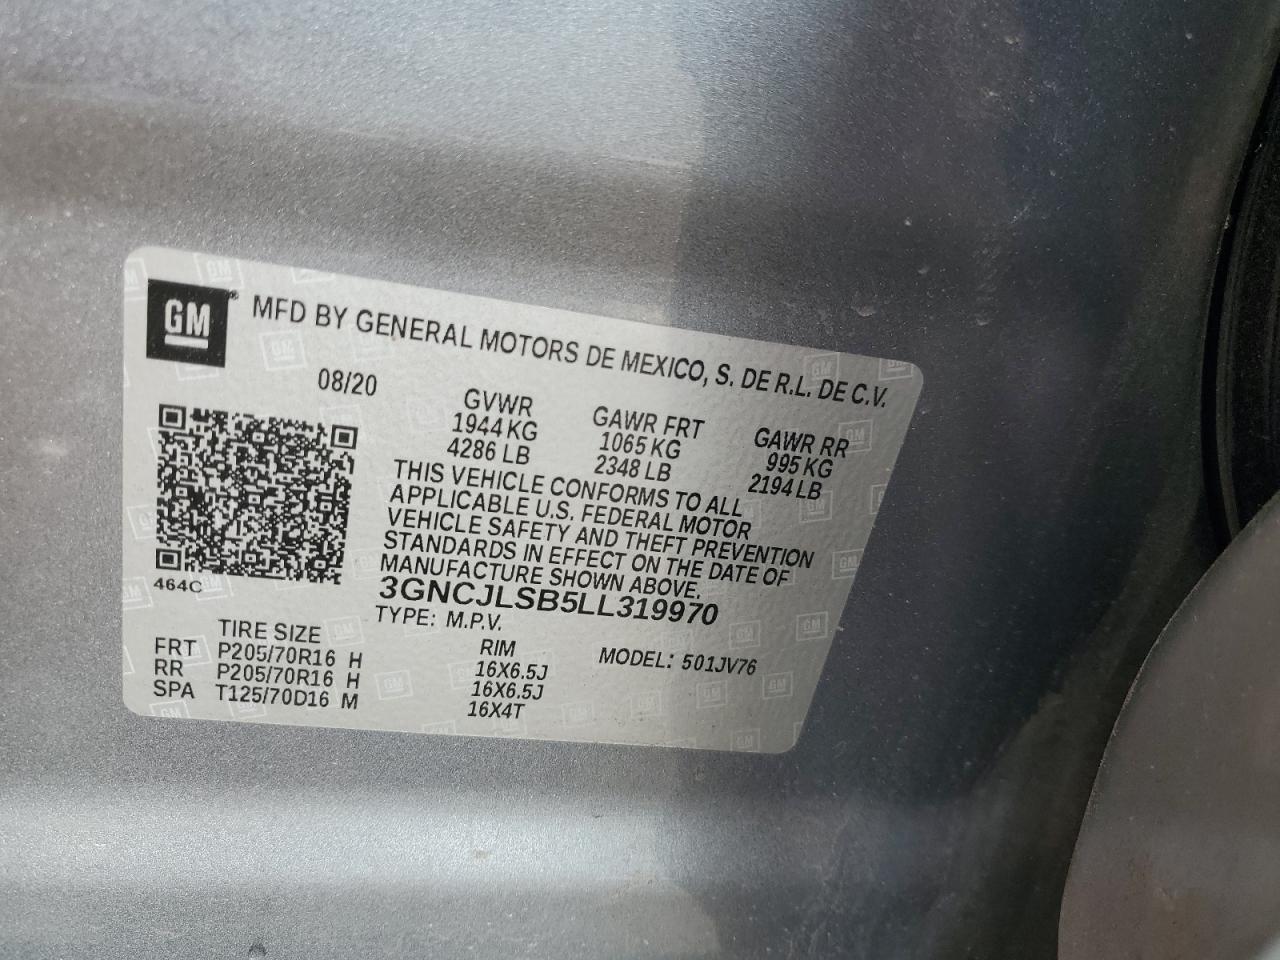 GM® MFD BY GENERAL MOTORS DE MEXICO, S. DE R.L. DE C.V.
08/20 GVWR GAWR FRT GAWR RR
1944 KG 1065 KG 995 KG
4286 LB 2348 LB 2194 LB
THIS VEHICLE CONFORMS TO ALL
APPLICABLE U.S. FEDERAL MOTOR
VEHICLE SAFETY AND THEFT PREVENTION
STANDARDS IN EFFECT ON THE DATE OF
MANUFACTURE SHOWN ABOVE.
464C 3GNCJLSB5LL319970
TYPE: M.P.V. MODEL: 501JV76
TIRE SIZE RIM
FRT P205/70R16 H 16X6.5J
RR P205/70R16 H 16X6.5J
SPA T125/70D16 M 16X4T